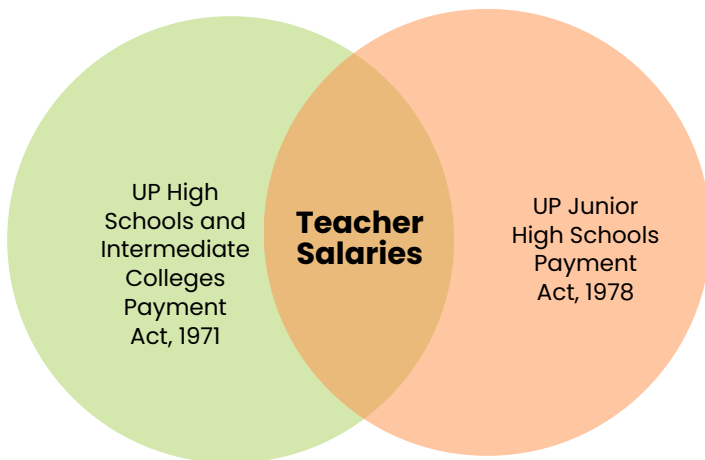 UP High
Schools and
Intermediate
Colleges
Payment
Act, 1971
Teacher
Salaries
UP Junior
High Schools
Payment
Act, 1978